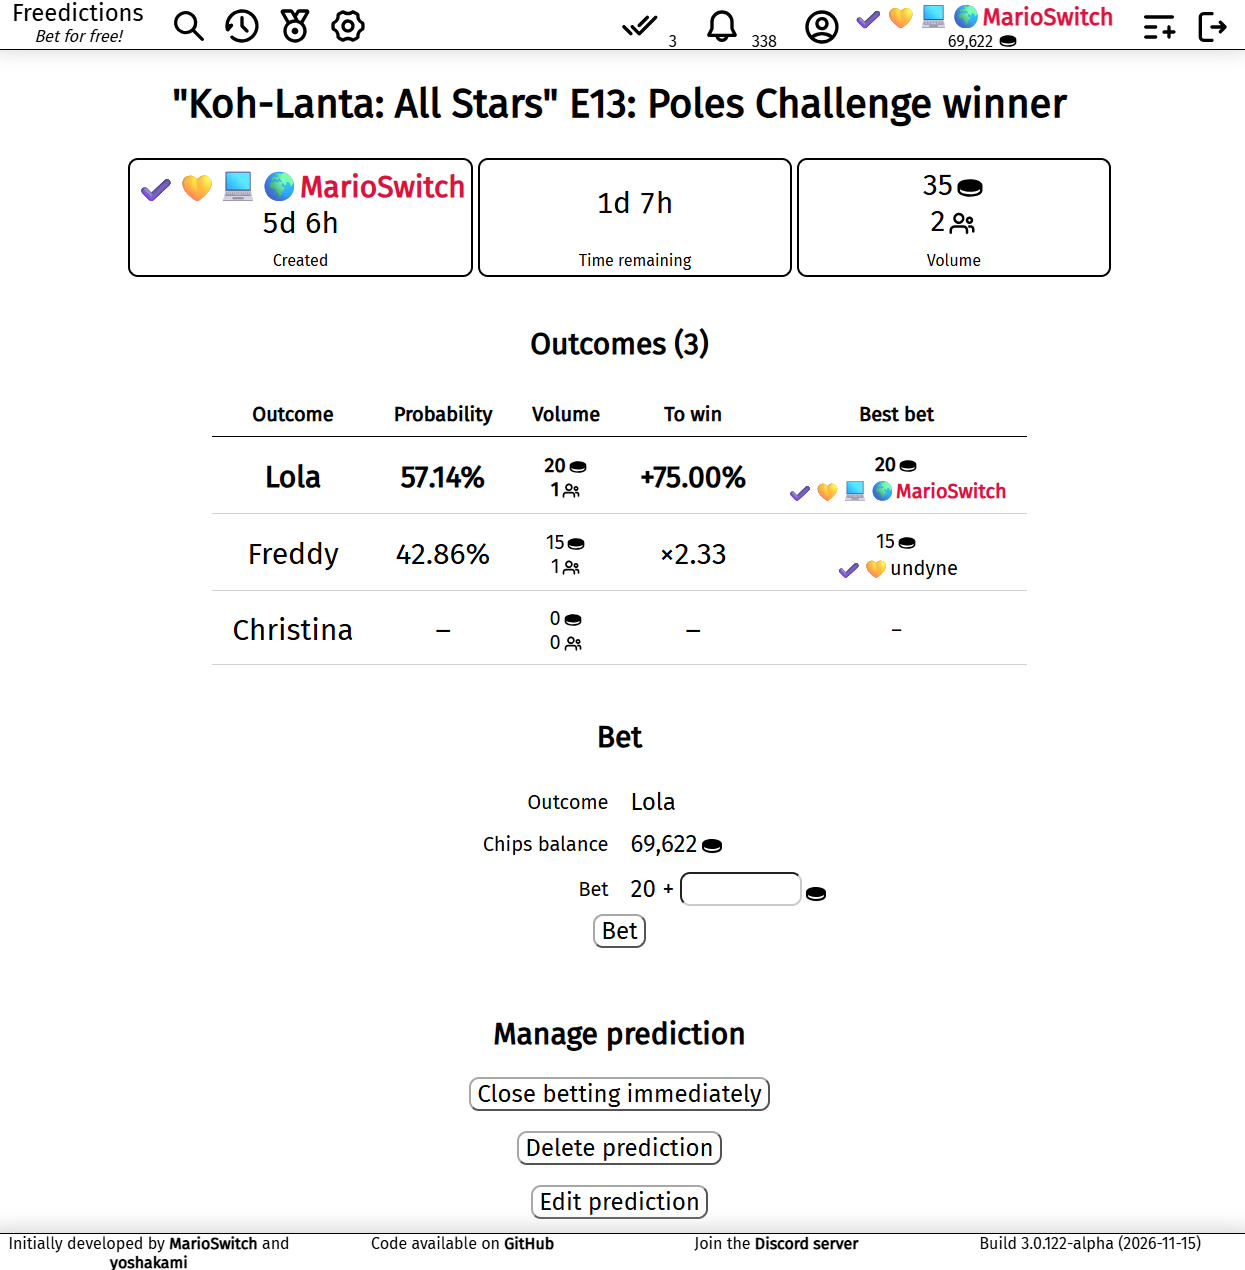 Freedictions
Bet for free!
3
338
MarioSwitch
69,622
"Koh-Lanta: All Stars" E13: Poles Challenge winner
MarioSwitch
5d 6h
Created
1d 7h
Time remaining
35
2
Volume
Outcomes (3)
Outcome Probability Volume To win Best bet
Lola 57.14% 20 1 +75.00% 20 MarioSwitch
Freddy 42.86% 15 1 ×2.33 15 undyne
Christina – 0 0 – –
Bet
Outcome Lola
Chips balance 69,622
Bet 20 +
Bet
Manage prediction
Close betting immediately
Delete prediction
Edit prediction
Initially developed by MarioSwitch and
yoshakami
Code available on GitHub
Join the Discord server
Build 3.0.122-alpha (2026-11-15)